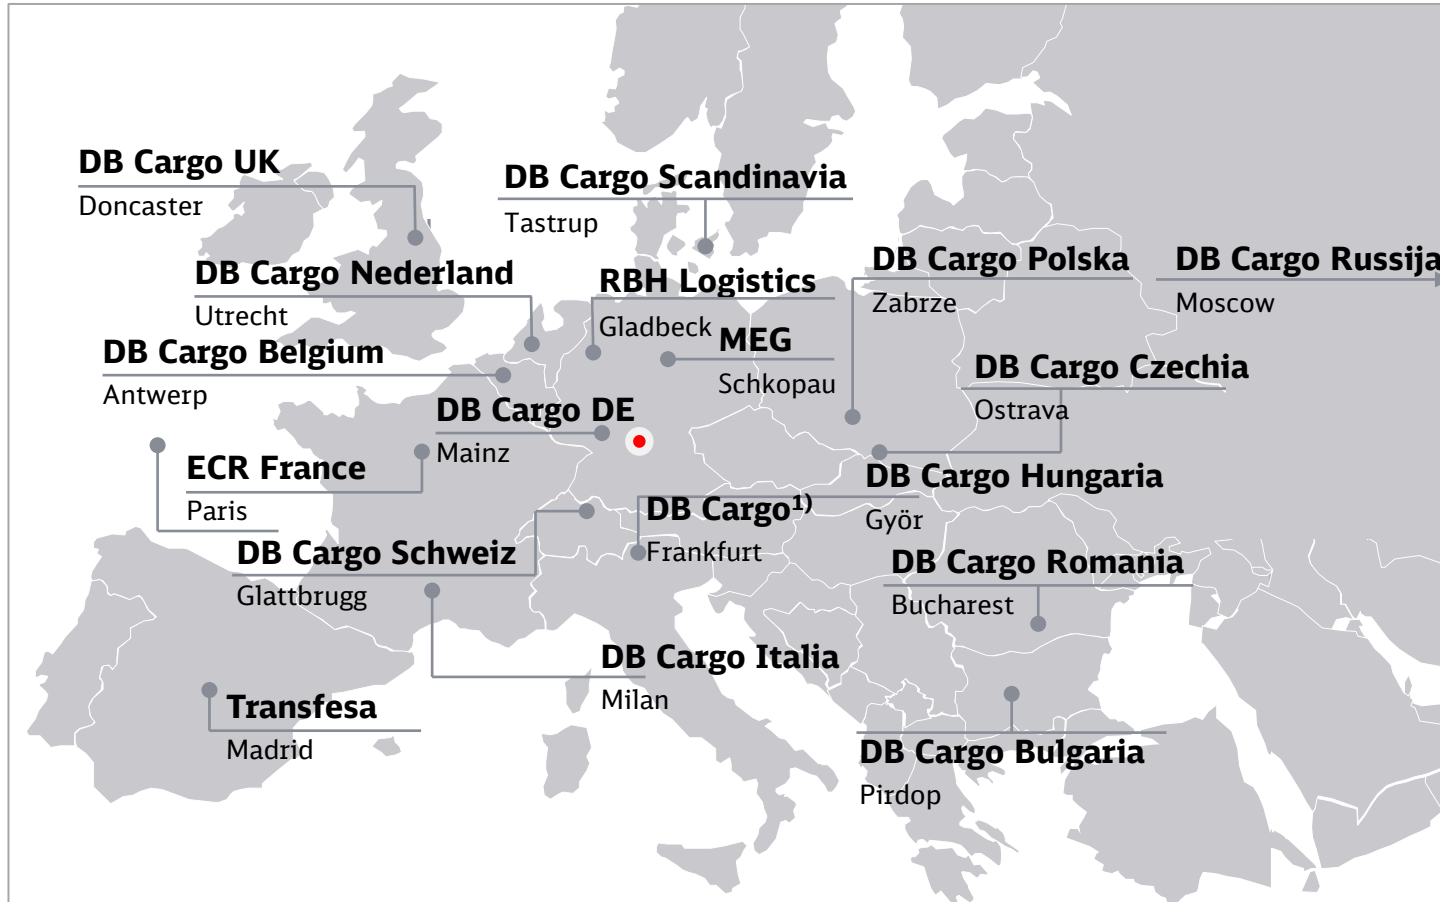 DB Cargo UK
Doncaster
DB Cargo Scandinavia
Tastrup
DB Cargo Nederland
Utrecht
RBH Logistics
Gladbeck
DB Cargo Polska
Zabrze
DB Cargo Russija
Moscow
MEG
Schkopau
DB Cargo Belgium
Antwerp
DB Cargo Czechia
Ostrava
DB Cargo DE
Mainz
ECR France
Paris
DB Cargo Hungaria
Györ
DB Cargo¹⁾
Frankfurt
DB Cargo Schweiz
Glattbrugg
DB Cargo Romania
Bucharest
DB Cargo Italia
Milan
Transfesa
Madrid
DB Cargo Bulgaria
Pirdop